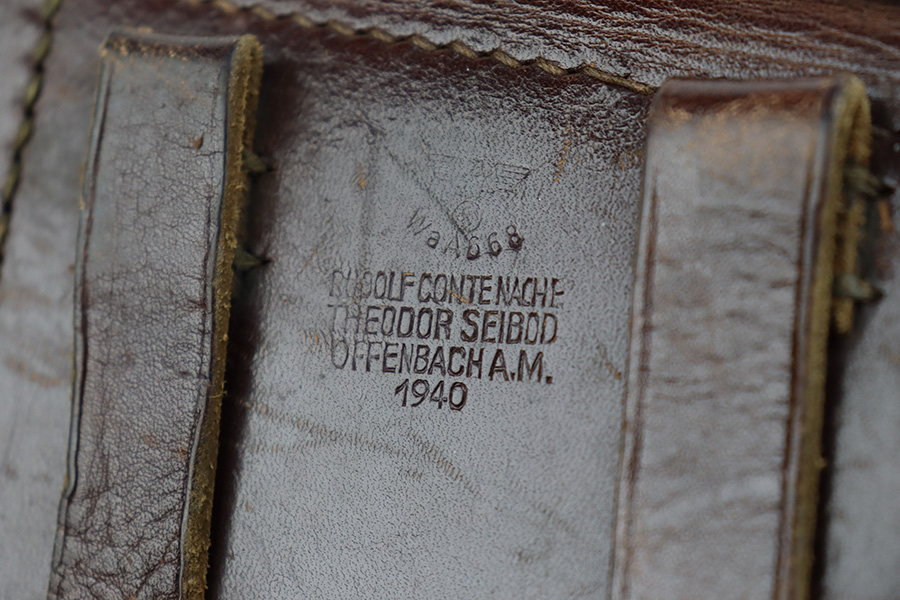 WaA668
RUDOLF CONTE NACHF
THEODOR SEIBOD
OFFENBACH A.M.
1940